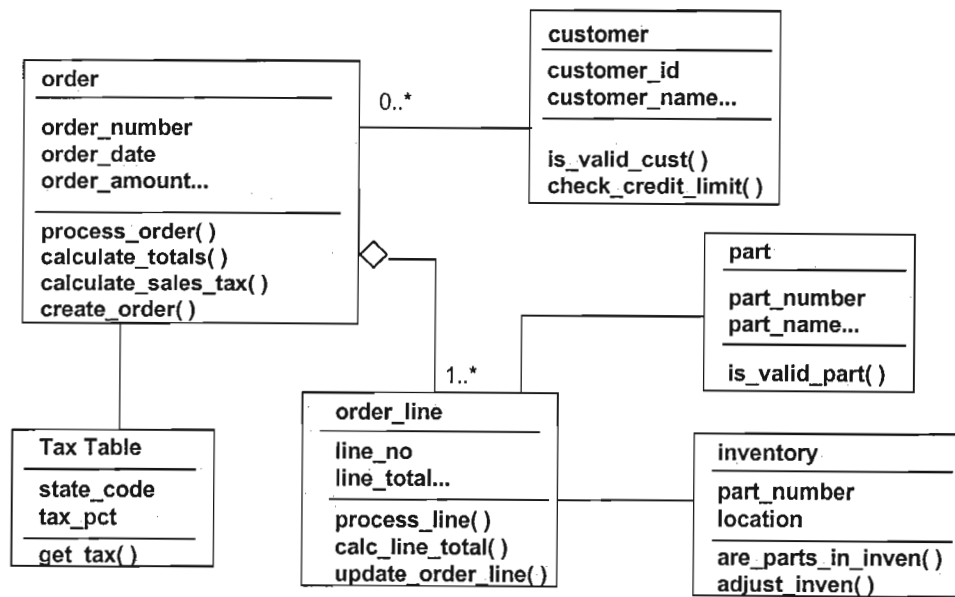 order
order_number
order_date
order_amount...
process_order( )
calculate_totals( )
calculate_sales_tax( )
create_order( )
0..*
customer
customer_id
customer_name...
is_valid_cust( )
check_credit_limit( )
part
part_number
part_name...
is_valid_part( )
1..*
order_line
line_no
line_total...
process_line( )
calc_line_total( )
update_order_line( )
Tax Table
state_code
tax_pct
get_tax( )
inventory
part_number
location
are_parts_in_inven( )
adjust_inven( )